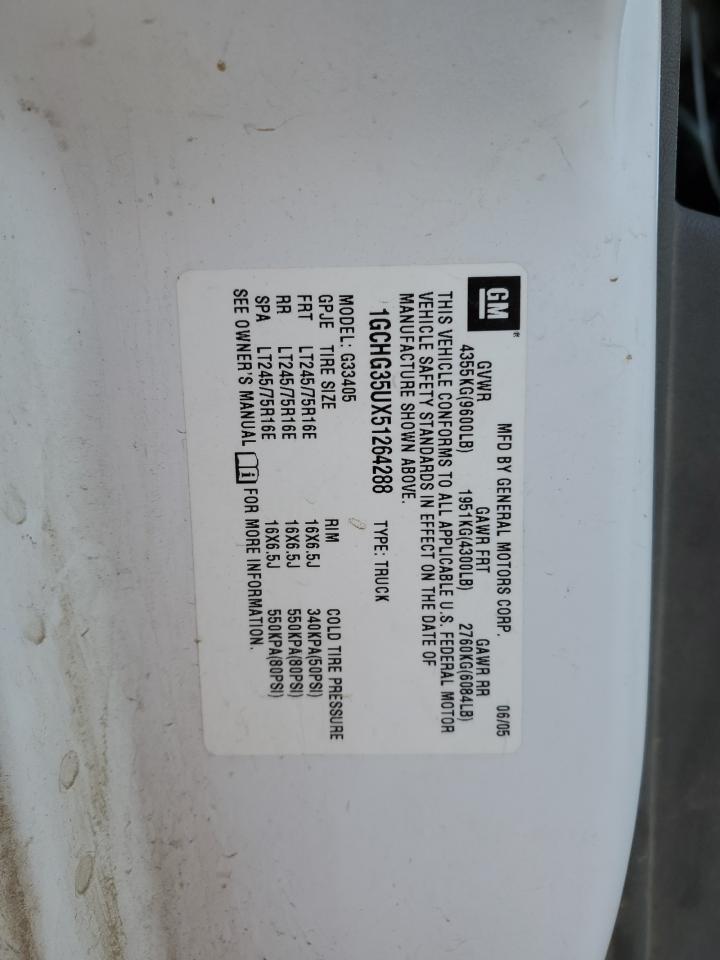 GM®
MFD BY GENERAL MOTORS CORP. 06/05
GVWR GAWR FRT GAWR RR
4355KG(9600LB) 1951KG(4300LB) 2760KG(6084LB)
THIS VEHICLE CONFORMS TO ALL APPLICABLE U.S. FEDERAL MOTOR
VEHICLE SAFETY STANDARDS IN EFFECT ON THE DATE OF
MANUFACTURE SHOWN ABOVE.
1GCHG35UX51264288 TYPE: TRUCK
MODEL: G33405
GPJE TIRE SIZE RIM COLD TIRE PRESSURE
FRT LT245/75R16E 16X6.5J 340KPA(50PSI)
RR LT245/75R16E 16X6.5J 550KPA(80PSI)
SPA LT245/75R16E 16X6.5J 550KPA(80PSI)
SEE OWNER'S MANUAL i FOR MORE INFORMATION.